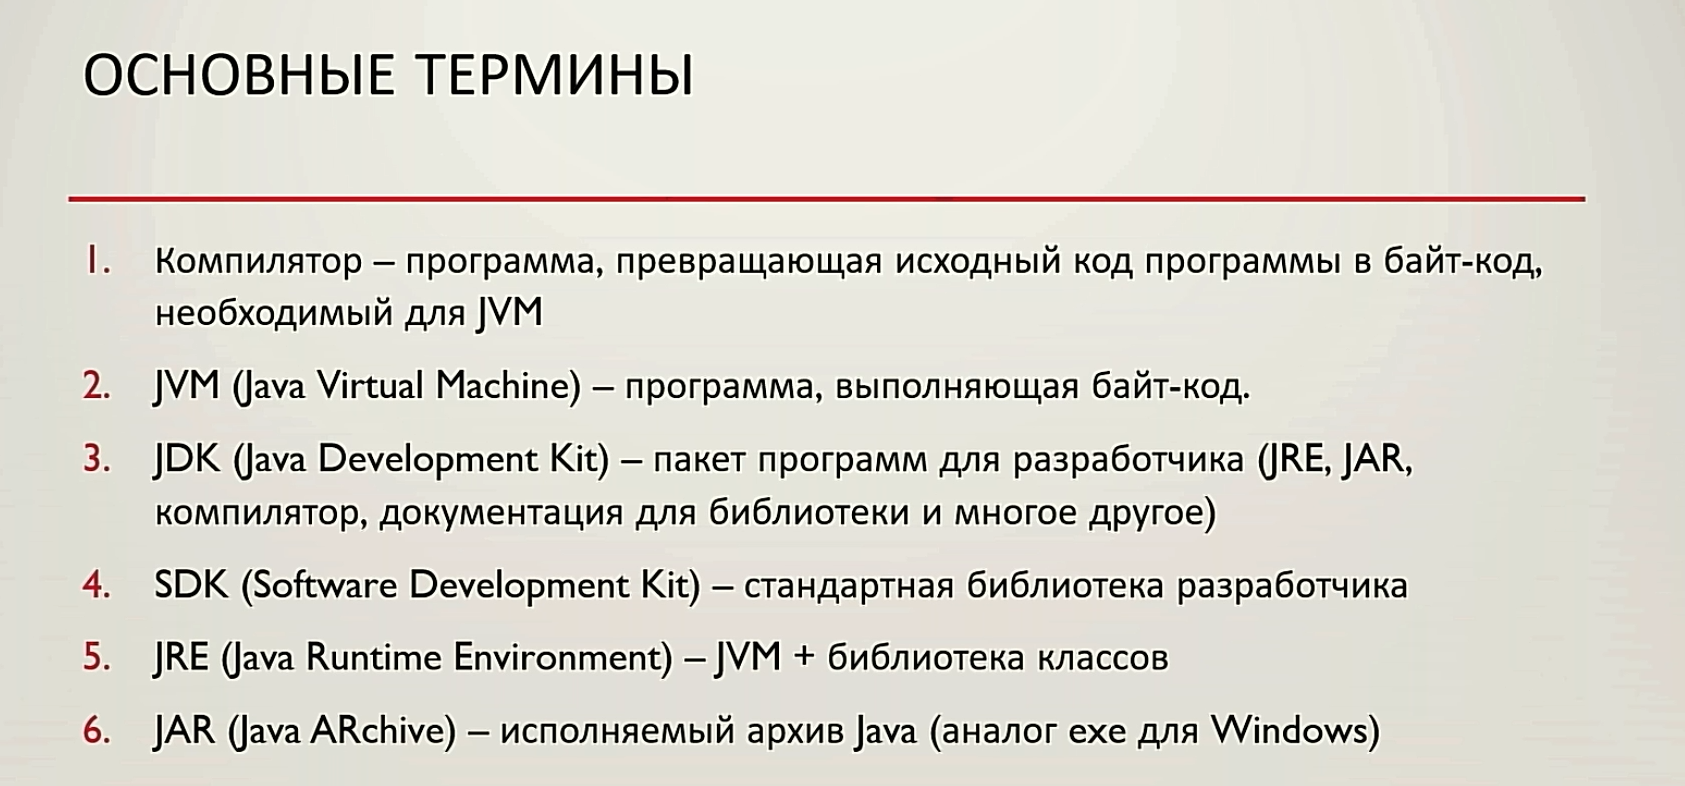 ОСНОВНЫЕ ТЕРМИНЫ
1. Компилятор – программа, превращающая исходный код программы в байт-код,
необходимый для JVM
2. JVM (Java Virtual Machine) – программа, выполняющая байт-код.
3. JDK (Java Development Kit) – пакет программ для разработчика (JRE, JAR,
компилятор, документация для библиотеки и многое другое)
4. SDK (Software Development Kit) – стандартная библиотека разработчика
5. JRE (Java Runtime Environment) – JVM + библиотека классов
6. JAR (Java ARchive) – исполняемый архив Java (аналог exe для Windows)